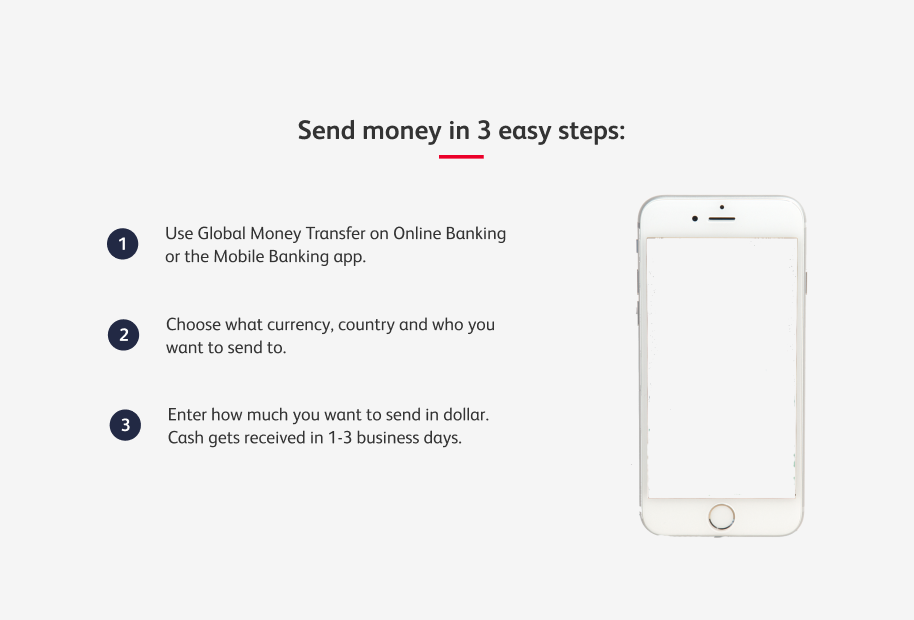 Send money in 3 easy steps:
1
Use Global Money Transfer on Online Banking
or the Mobile Banking app.
2
Choose what currency, country and who you
want to send to.
3
Enter how much you want to send in dollar.
Cash gets received in 1-3 business days.